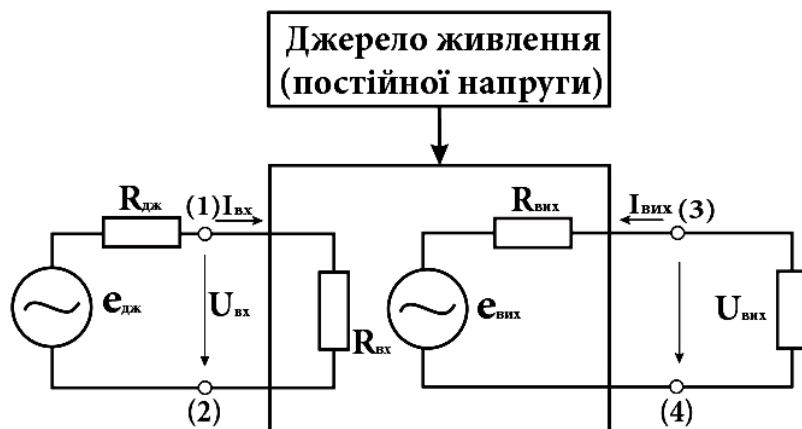 Джерело живлення
(постійної напруги)
Rдж
(1)
Iвх
Rвих
Iвих
(3)
eдж
Uвх
Rвх
eвих
Uвих
(2)
(4)